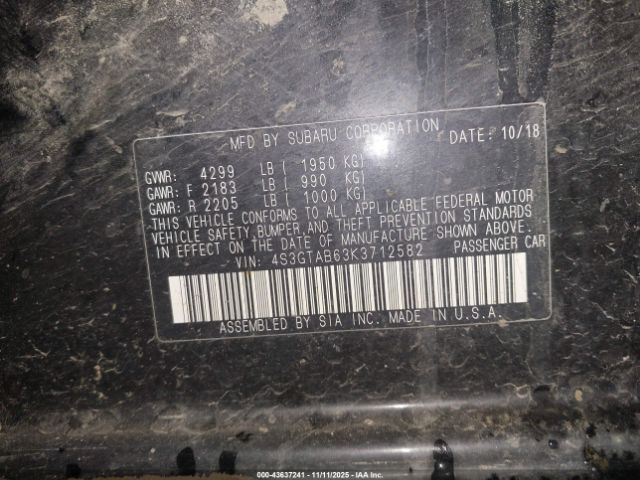 MFD BY SUBARU CORPORATION DATE: 10/18
GVWR: 4299 LB ( 1950 KG)
GAWR: F 2183 LB ( 990 KG)
GAWR: R 2205 LB ( 1000 KG)
THIS VEHICLE CONFORMS TO ALL APPLICABLE FEDERAL MOTOR
VEHICLE SAFETY,BUMPER,AND THEFT PREVENTION STANDARDS
IN EFFECT ON THE DATE OF MANUFACTURE SHOWN ABOVE.
VIN: 4S3GTAB63K3712582 PASSENGER CAR
ASSEMBLED BY SIA INC. MADE IN U.S.A.
000-43637241 - 11/11/2025 - IAA Inc.